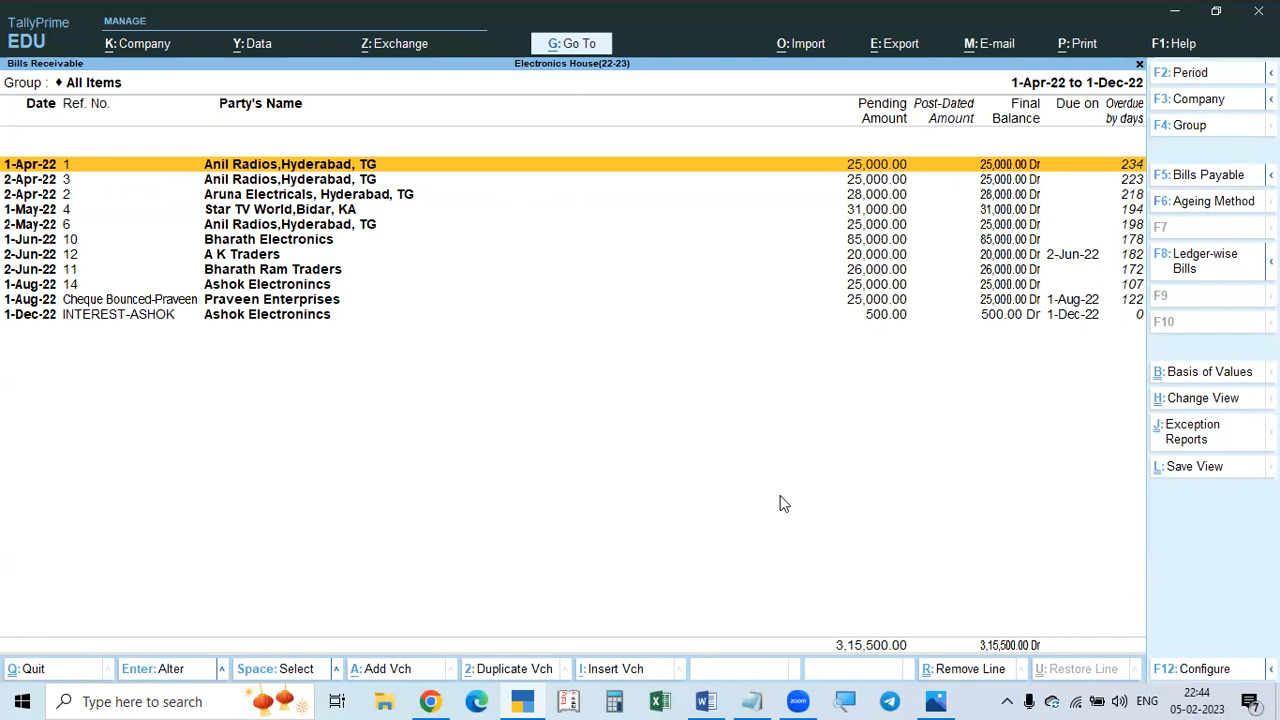 TallyPrime
EDU
MANAGE
K: Company
Y: Data
Z: Exchange
G: Go To
O: Import
E: Export
M: E-mail
P: Print
F1: Help
Bills Receivable
Electronics House(22-23)
Group : ♦ All Items
1-Apr-22 to 1-Dec-22
Date Ref. No. Party's Name Pending Post-Dated Final Due on Overdue
Amount Amount Balance by days
1-Apr-22 1 Anil Radios,Hyderabad, TG 25,000.00 25,000.00 Dr 234
2-Apr-22 3 Anil Radios,Hyderabad, TG 25,000.00 25,000.00 Dr 223
2-Apr-22 2 Aruna Electricals, Hyderabad, TG 28,000.00 28,000.00 Dr 218
1-May-22 4 Star TV World,Bidar, KA 31,000.00 31,000.00 Dr 194
2-May-22 6 Anil Radios,Hyderabad, TG 25,000.00 25,000.00 Dr 198
1-Jun-22 10 Bharath Electronics 85,000.00 85,000.00 Dr 178
2-Jun-22 12 A K Traders 20,000.00 20,000.00 Dr 2-Jun-22 182
2-Jun-22 11 Bharath Ram Traders 26,000.00 26,000.00 Dr 172
1-Aug-22 14 Ashok Electronincs 25,000.00 25,000.00 Dr 107
1-Aug-22 Cheque Bounced-Praveen Praveen Enterprises 25,000.00 25,000.00 Dr 1-Aug-22 122
1-Dec-22 INTEREST-ASHOK Ashok Electronincs 500.00 500.00 Dr 1-Dec-22 0
3,15,500.00 3,15,500.00 Dr
F2: Period
F3: Company
F4: Group
F5: Bills Payable
F6: Ageing Method
F7
F8: Ledger-wise
Bills
F9
F10
B: Basis of Values
H: Change View
J: Exception
Reports
L: Save View
Q: Quit
Enter: Alter
Space: Select
A: Add Vch
2: Duplicate Vch
I: Insert Vch
R: Remove Line
U: Restore Line
F12: Configure
Type here to search
zoom
ENG
22:44
05-02-2023
7